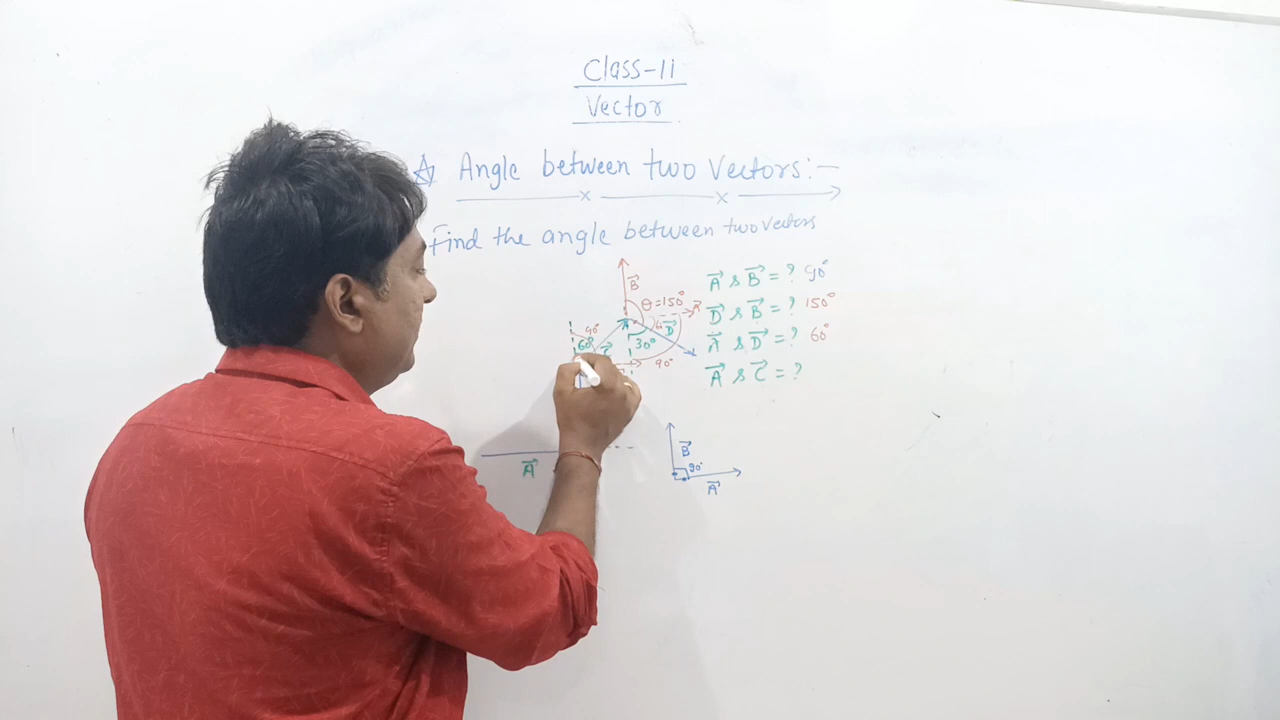 Class-11
Vector
☆ Angle between two Vectors:-
Find the angle between two vectors
B⃗
θ=150°
A⃗
D⃗
90°
60°
30°
C⃗
90°
A⃗ & B⃗ = ? 90°
D⃗ & B⃗ = ? 150°
A⃗ & D⃗ = ? 60°
A⃗ & C⃗ = ?
A⃗
B⃗
90°
A⃗